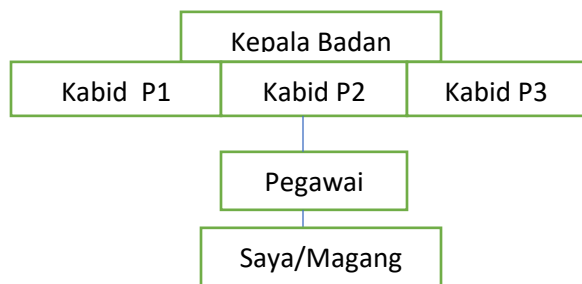 Kepala Badan
Kabid P1
Kabid P2
Kabid P3
Pegawai
Saya/Magang